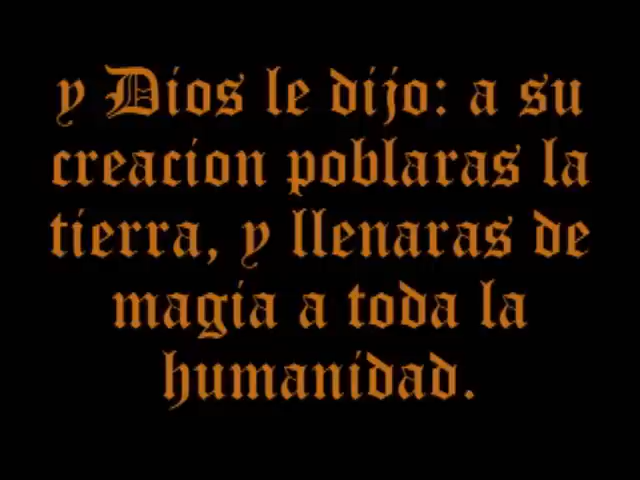 y Dios le dijo: a su
creacion poblaras la
tierra, y llenaras de
magia a toda la
humanidad.